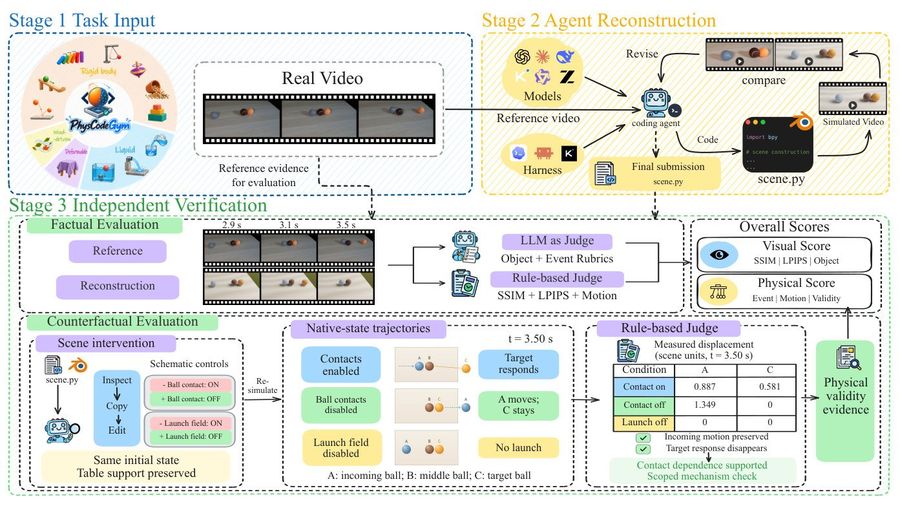 Stage 1 Task Input
Rigid body
PhysCodeGym
Deformable
Liquid
Real Video
Reference evidence
for evaluation
Stage 2 Agent Reconstruction
Models
Reference video
Harness
Revise
coding agent
Code
compare
Simulated Video
import bpy
# scene construction
...
scene.py
Final submission
scene.py
Stage 3 Independent Verification
Factual Evaluation
Reference
Reconstruction
2.9 s
3.1 s
3.5 s
LLM as Judge
Object + Event Rubrics
Rule-based Judge
SSIM + LPIPS + Motion
Overall Scores
Visual Score
SSIM | LPIPS | Object
Physical Score
Event | Motion | Validity
Counterfactual Evaluation
Scene intervention
scene.py
Inspect
Copy
Edit
Schematic controls
- Ball contact: ON
+ Ball contact: OFF
- Launch field: ON
+ Launch field: OFF
Same initial state
Table support preserved
Re-
simulate
Native-state trajectories
t = 3.50 s
Contacts
enabled
A B C
Target
responds
Ball contacts
disabled
B C A
A moves;
C stays
Launch field
disabled
A B C
No launch
A: incoming ball; B: middle ball; C: target ball
Rule-based Judge
Measured displacement
(scene units, t = 3.50 s)
Condition A C
Contact on 0.887 0.581
Contact off 1.349 0
Launch off 0 0
Incoming motion preserved
Target response disappears
Contact dependence supported
Scoped mechanism check
Physical
validity
evidence